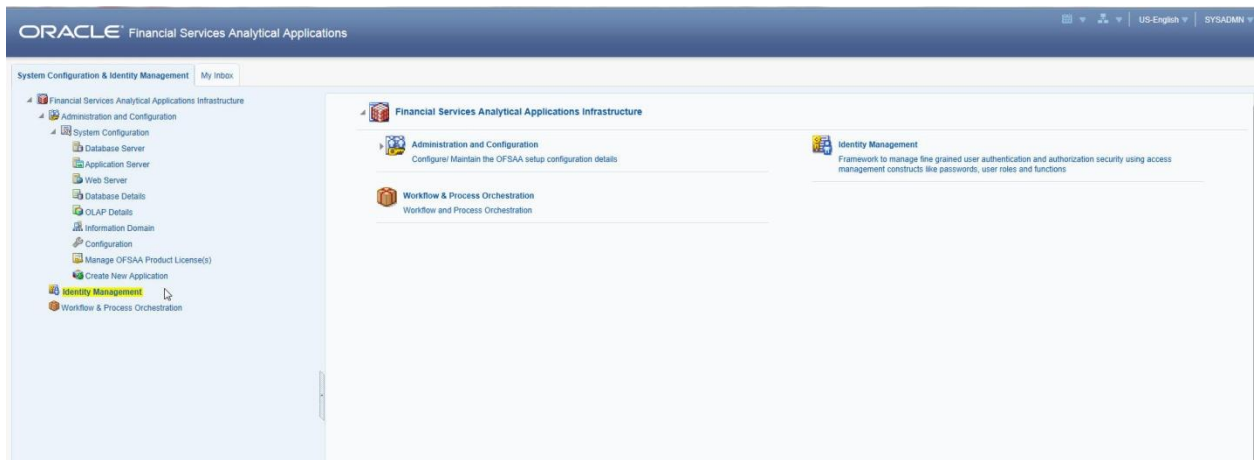 ORACLE® Financial Services Analytical Applications
US-English
SYSADMN
System Configuration & Identity Management
My Inbox
Financial Services Analytical Applications Infrastructure
Administration and Configuration
System Configuration
Database Server
Application Server
Web Server
Database Details
OLAP Details
Information Domain
Configuration
Manage OFSAA Product License(s)
Create New Application
Identity Management
Workflow & Process Orchestration
Financial Services Analytical Applications Infrastructure
Administration and Configuration
Configure/ Maintain the OFSAA setup configuration details
Identity Management
Framework to manage fine grained user authentication and authorization security using access
management constructs like passwords, user roles and functions
Workflow & Process Orchestration
Workflow and Process Orchestration